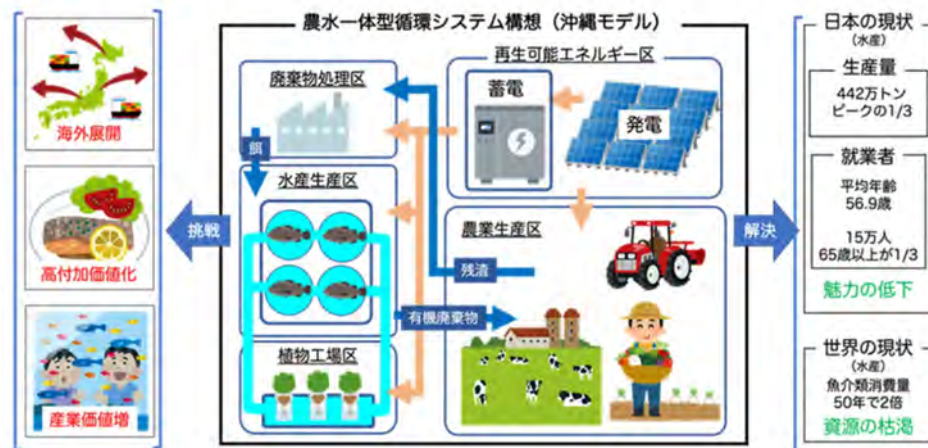 農水一体型循環システム構想（沖縄モデル）
海外展開
高付加価値化
産業価値増
挑戦
廃棄物処理区
餌
水産生産区
植物工場区
再生可能エネルギー区
蓄電
発電
農業生産区
残渣
有機廃棄物
解決
日本の現状
（水産）
生産量
442万トン
ピークの1/3
就業者
平均年齢
56.9歳
15万人
65歳以上が1/3
魅力の低下
世界の現状
（水産）
魚介類消費量
50年で2倍
資源の枯渇